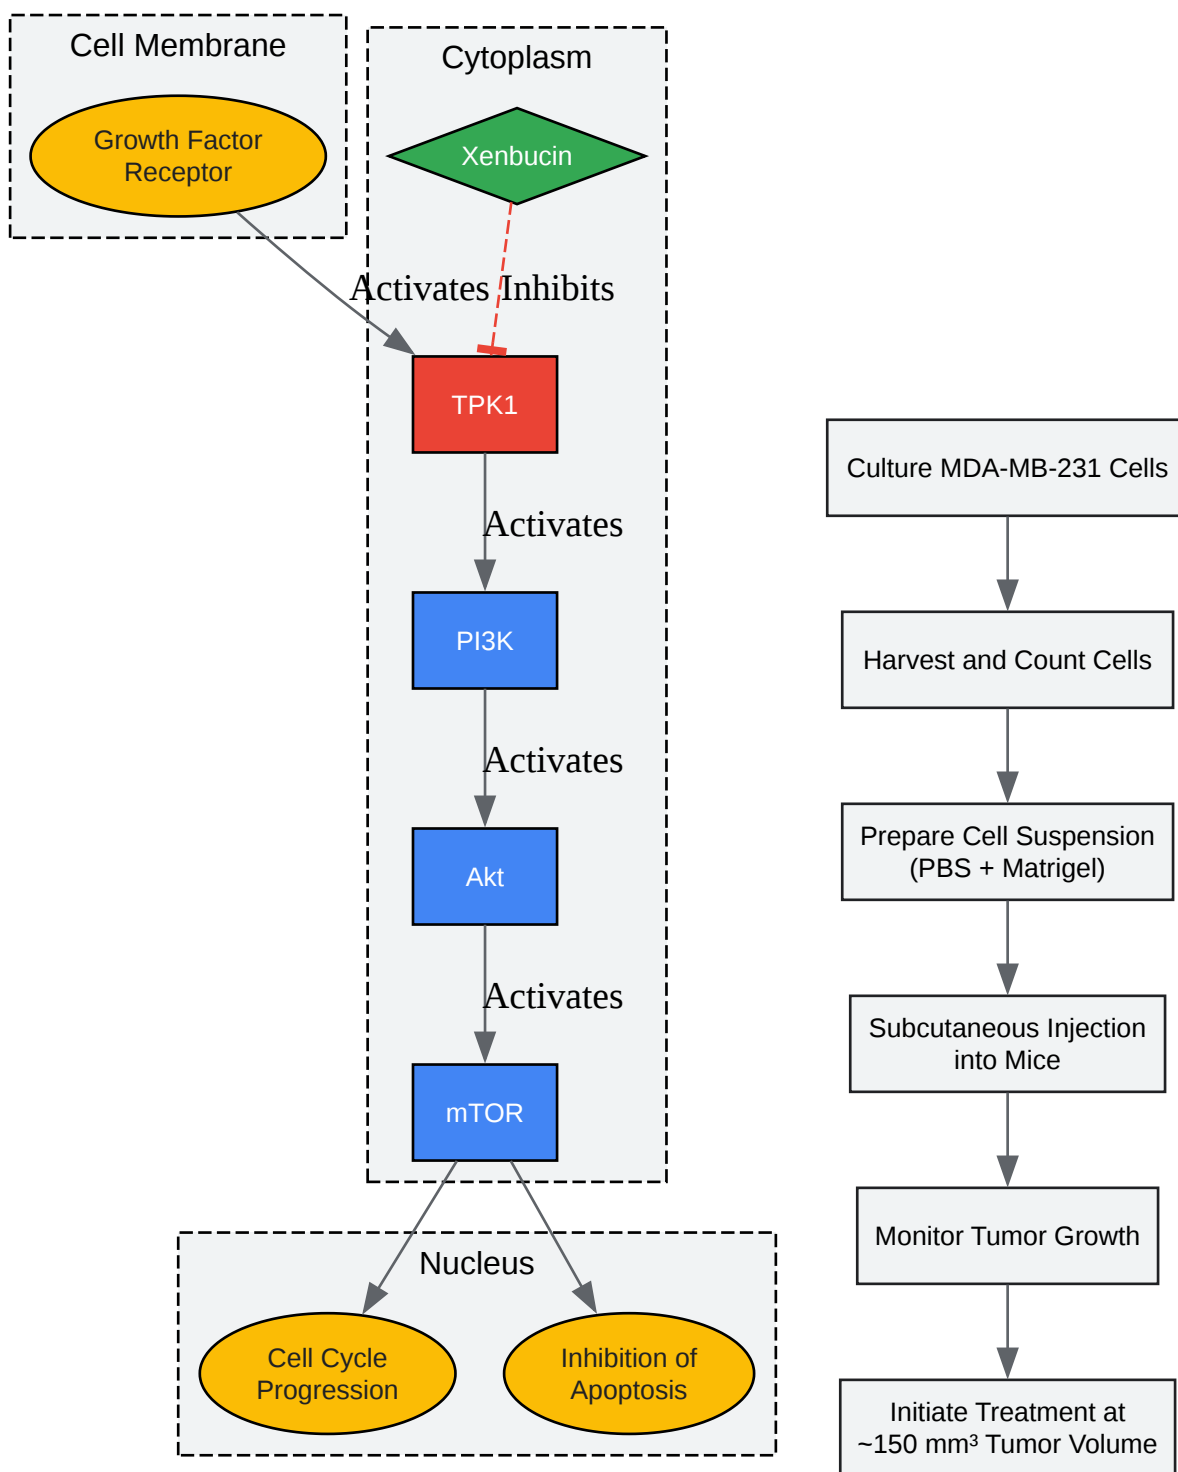 Cell Membrane
Growth Factor
Receptor
Cytoplasm
Xenbucin
Activates
Inhibits
TPK1
Activates
PI3K
Activates
Akt
Activates
mTOR
Nucleus
Cell Cycle
Progression
Inhibition of
Apoptosis
Culture MDA-MB-231 Cells
Harvest and Count Cells
Prepare Cell Suspension
(PBS + Matrigel)
Subcutaneous Injection
into Mice
Monitor Tumor Growth
Initiate Treatment at
~150 mm³ Tumor Volume